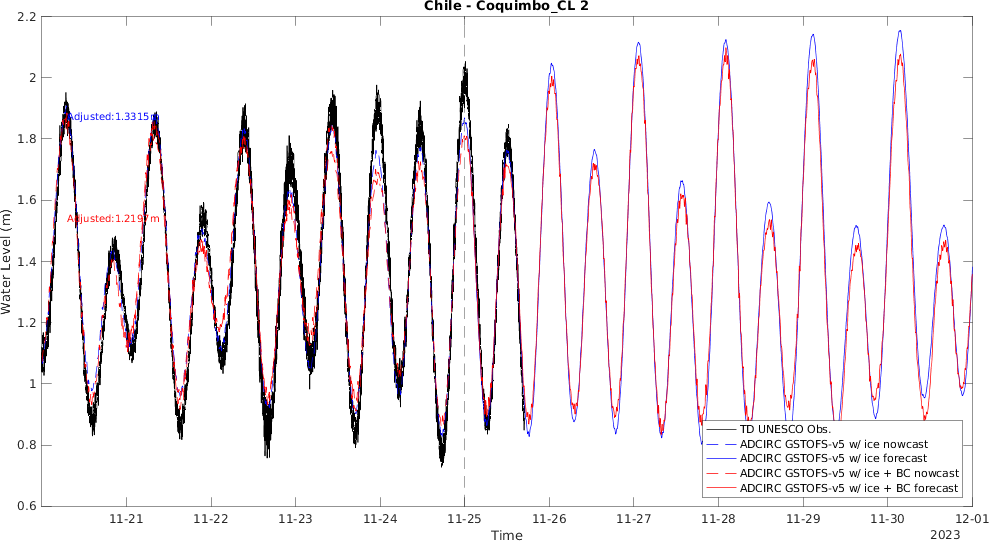 Chile - Coquimbo_CL 2
2.2
2
1.8
1.6
1.4
1.2
1
0.8
0.6
Water Level (m)
Adjusted:1.3315m
Adjusted:1.2197m
TD UNESCO Obs.
ADCIRC GSTOFS-v5 w/ ice nowcast
ADCIRC GSTOFS-v5 w/ ice forecast
ADCIRC GSTOFS-v5 w/ ice + BC nowcast
ADCIRC GSTOFS-v5 w/ ice + BC forecast
11-21 11-22 11-23 11-24 11-25 11-26 11-27 11-28 11-29 11-30 12-01
Time
2023